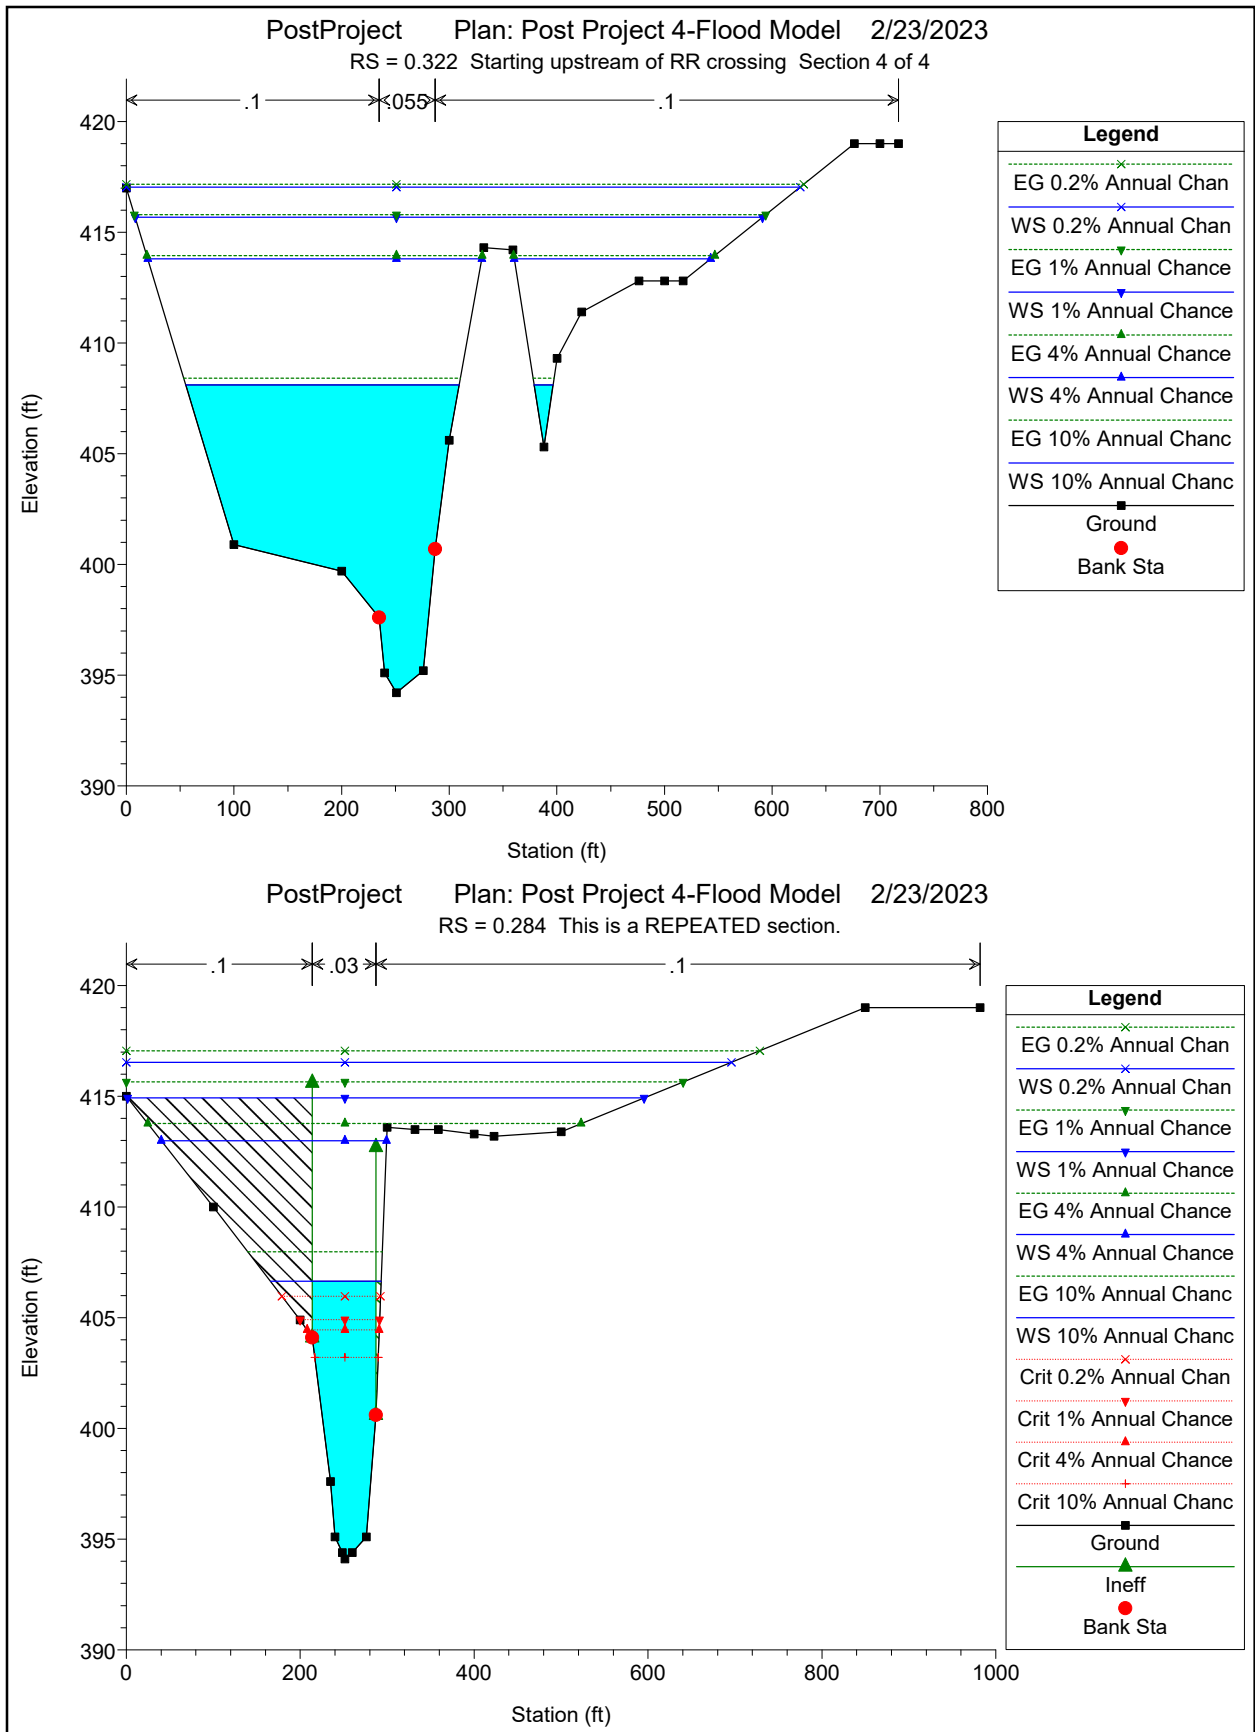 PostProject Plan: Post Project 4-Flood Model 2/23/2023
RS = 0.322 Starting upstream of RR crossing Section 4 of 4
.1 .055 .1
420
415
410
405
400
395
390
Elevation (ft)
0 100 200 300 400 500 600 700 800
Station (ft)
Legend
EG 0.2% Annual Chan
WS 0.2% Annual Chan
EG 1% Annual Chance
WS 1% Annual Chance
EG 4% Annual Chance
WS 4% Annual Chance
EG 10% Annual Chanc
WS 10% Annual Chanc
Ground
Bank Sta
PostProject Plan: Post Project 4-Flood Model 2/23/2023
RS = 0.284 This is a REPEATED section.
.1 .03 .1
420
415
410
405
400
395
390
Elevation (ft)
0 200 400 600 800 1000
Station (ft)
Legend
EG 0.2% Annual Chan
WS 0.2% Annual Chan
EG 1% Annual Chance
WS 1% Annual Chance
EG 4% Annual Chance
WS 4% Annual Chance
EG 10% Annual Chanc
WS 10% Annual Chanc
Crit 0.2% Annual Chan
Crit 1% Annual Chance
Crit 4% Annual Chance
Crit 10% Annual Chanc
Ground
Ineff
Bank Sta